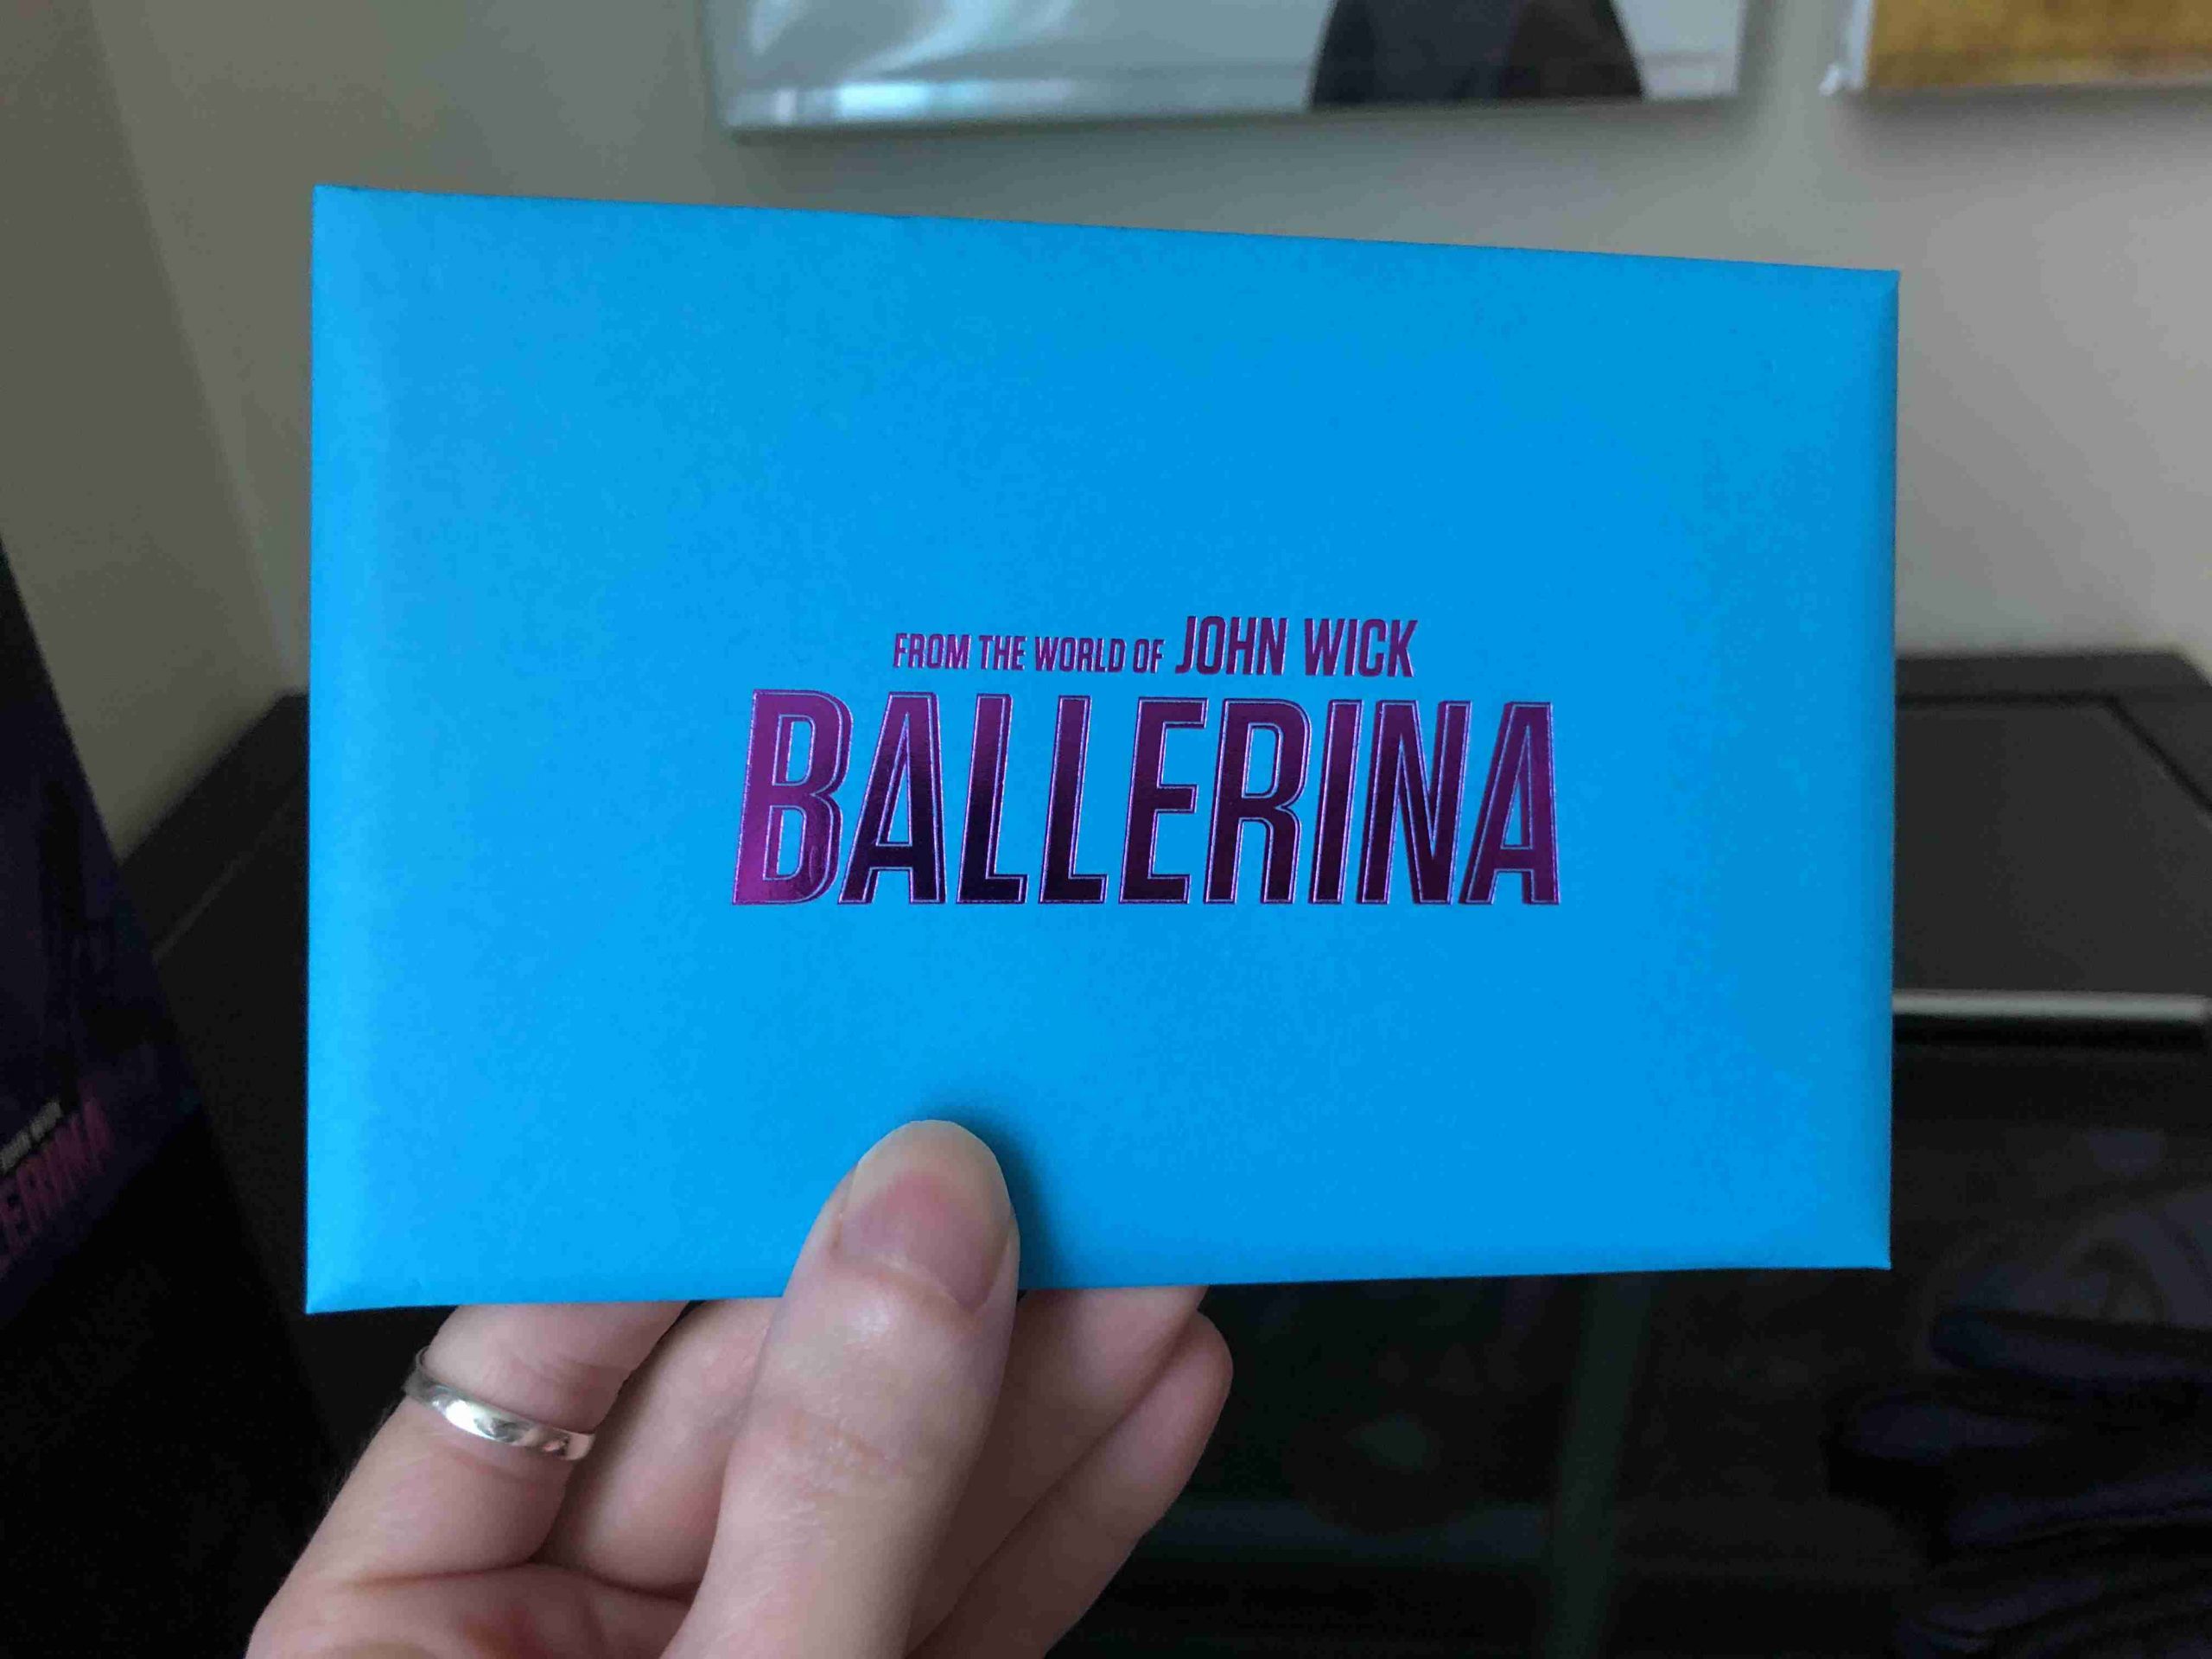 FROM THE WORLD OF JOHN WICK
BALLERINA